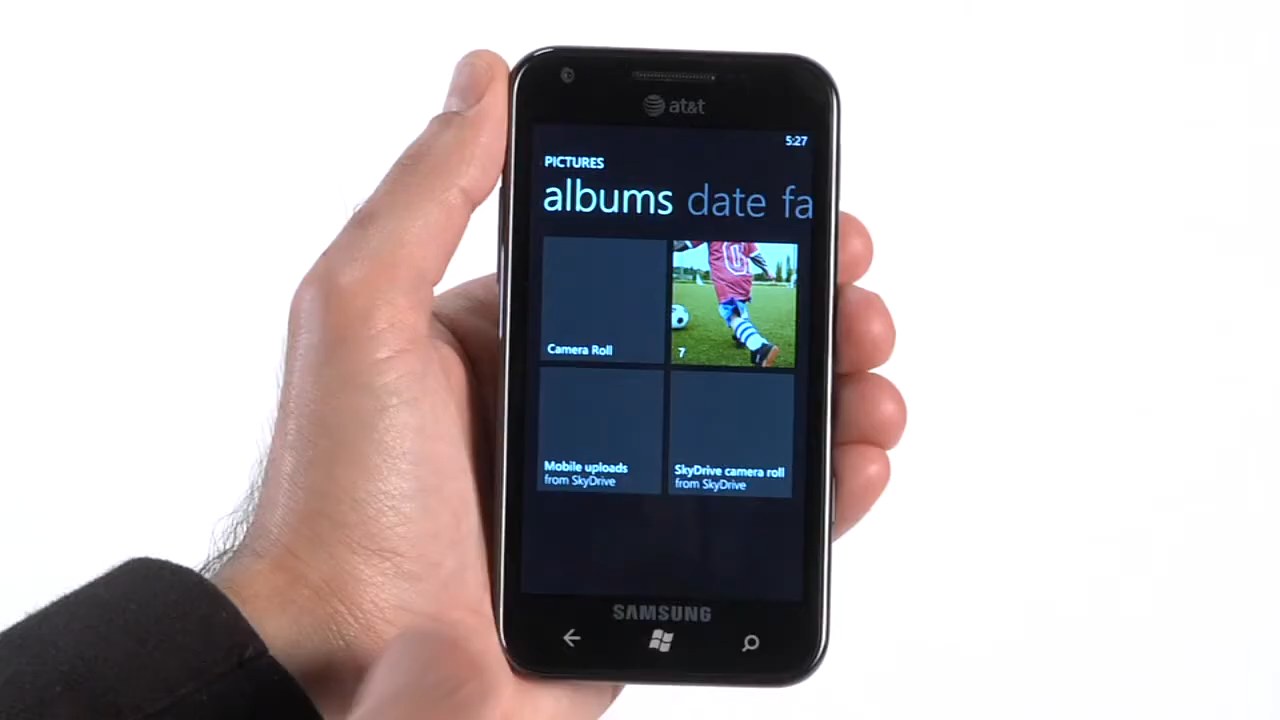 at&t
5:27
PICTURES
albums date fa
C
Camera Roll
7
Mobile uploads
from SkyDrive
SkyDrive camera roll
from SkyDrive
SAMSUNG